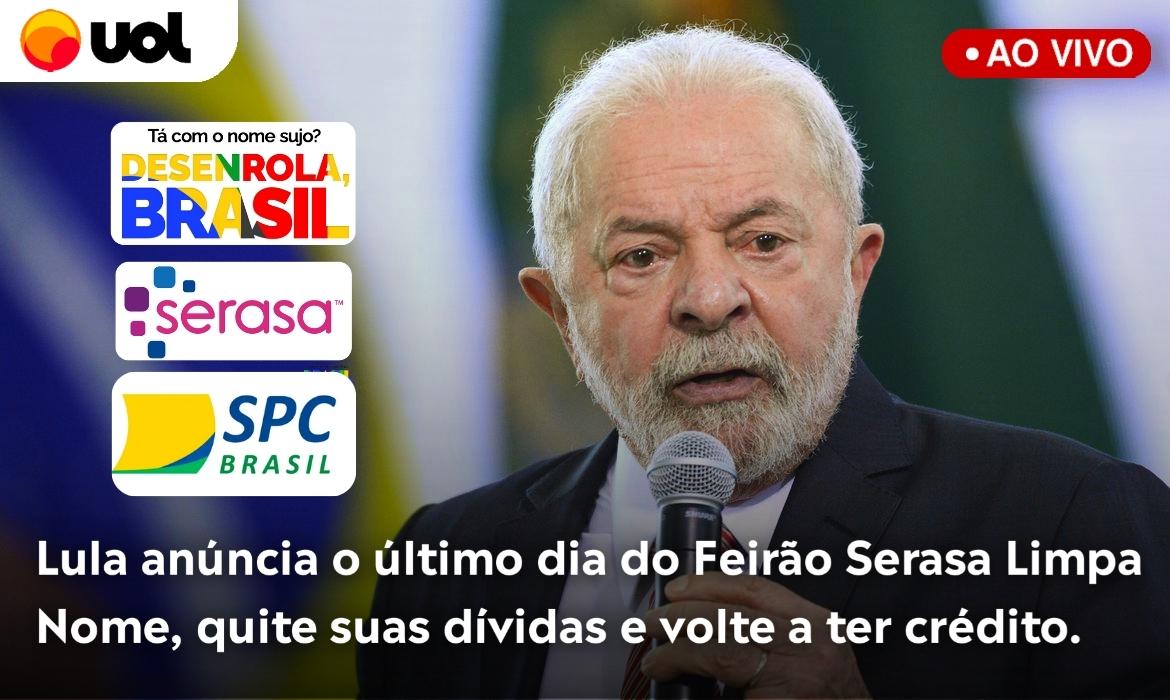 uol
• AO VIVO
Tá com o nome sujo?
DESENROLA,
BRASIL
serasa™
SPC
BRASIL
SHURE
Lula anúncia o último dia do Feirão Serasa Limpa
Nome, quite suas dívidas e volte a ter crédito.